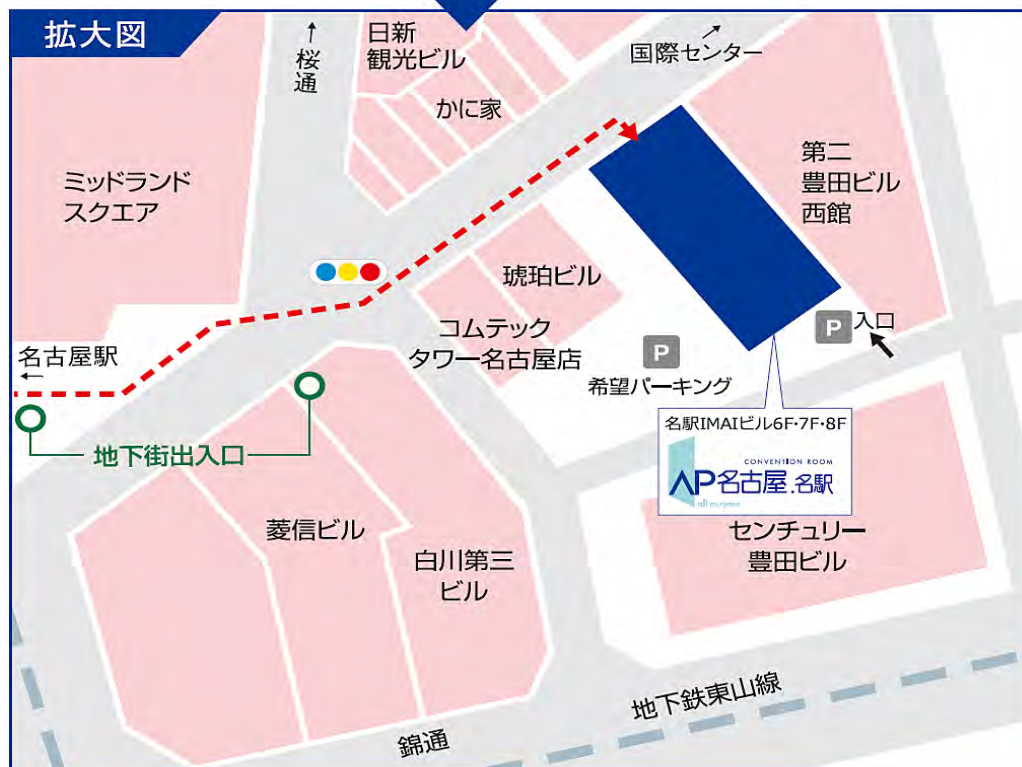 拡大図
↑
桜
通
日新
観光ビル
かに家
↗
国際センター
ミッドランド
スクエア
第二
豊田ビル
西館
琥珀ビル
コムテック
タワー名古屋店
P
希望パーキング
P
入口
名古屋駅
←
地下街出入口
名駅IMAIビル6F・7F・8F
CONVENTION ROOM
AP名古屋.名駅
all purpose
菱信ビル
白川第三
ビル
センチュリー
豊田ビル
地下鉄東山線
錦通